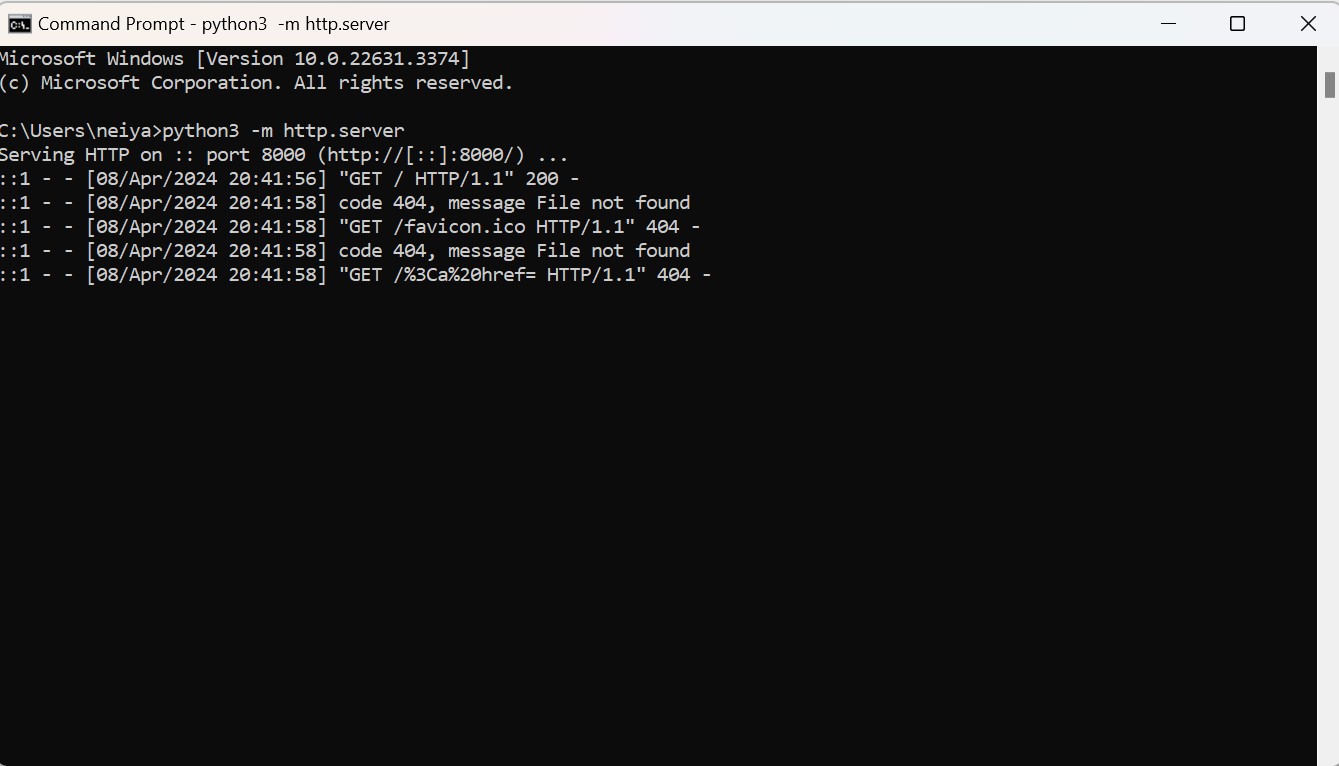 Command Prompt - python3  -m http.server
Microsoft Windows [Version 10.0.22631.3374]
(c) Microsoft Corporation. All rights reserved.
C:\Users\neiya>python3 -m http.server
Serving HTTP on :: port 8000 (http://[::]:8000/) ...
::1 - - [08/Apr/2024 20:41:56] "GET / HTTP/1.1" 200 -
::1 - - [08/Apr/2024 20:41:58] code 404, message File not found
::1 - - [08/Apr/2024 20:41:58] "GET /favicon.ico HTTP/1.1" 404 -
::1 - - [08/Apr/2024 20:41:58] code 404, message File not found
::1 - - [08/Apr/2024 20:41:58] "GET /%3Ca%20href= HTTP/1.1" 404 -